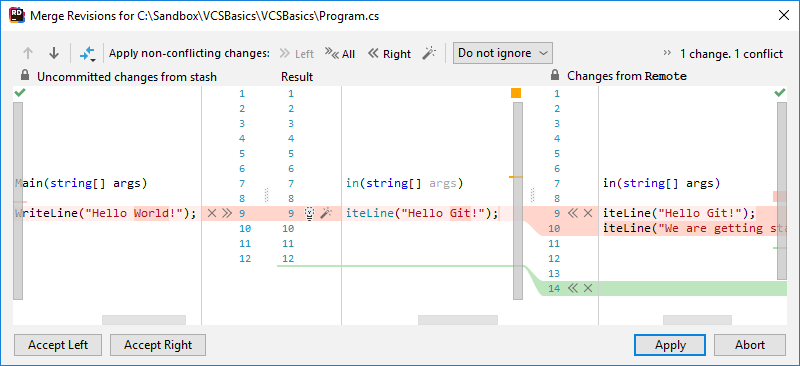 RD Merge Revisions for C:\Sandbox\VCSBasics\VCSBasics\Program.cs
Apply non-conflicting changes: Left All Right Do not ignore 1 change. 1 conflict
Uncommitted changes from stash Result Changes from Remote
1 1 1
2 2 2
3 3 3
4 4 4
5 5 5
6 6 6
Main(string[] args) 7 7 in(string[] args) 7 in(string[] args)
8 8 8
WriteLine("Hello World!"); 9 9 iteLine("Hello Git!"); 9 iteLine("Hello Git!");
10 10 10 iteLine("We are getting sta
11 11 11
12 12 12
13
14
Accept Left Accept Right Apply Abort